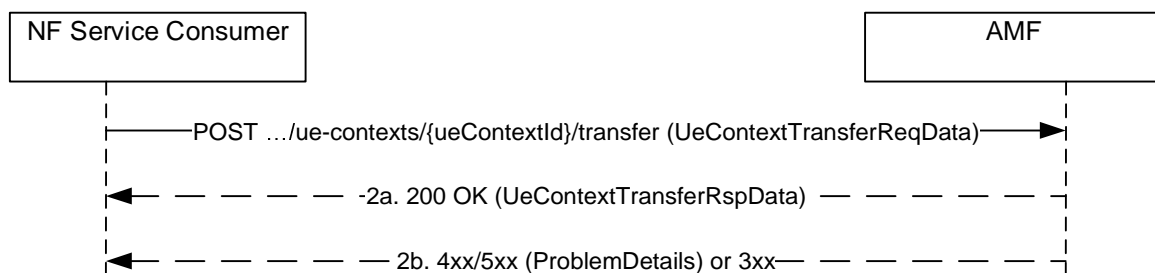 NF Service Consumer
AMF
POST …/ue-contexts/{ueContextId}/transfer (UeContextTransferReqData)
2a. 200 OK (UeContextTransferRspData)
2b. 4xx/5xx (ProblemDetails) or 3xx